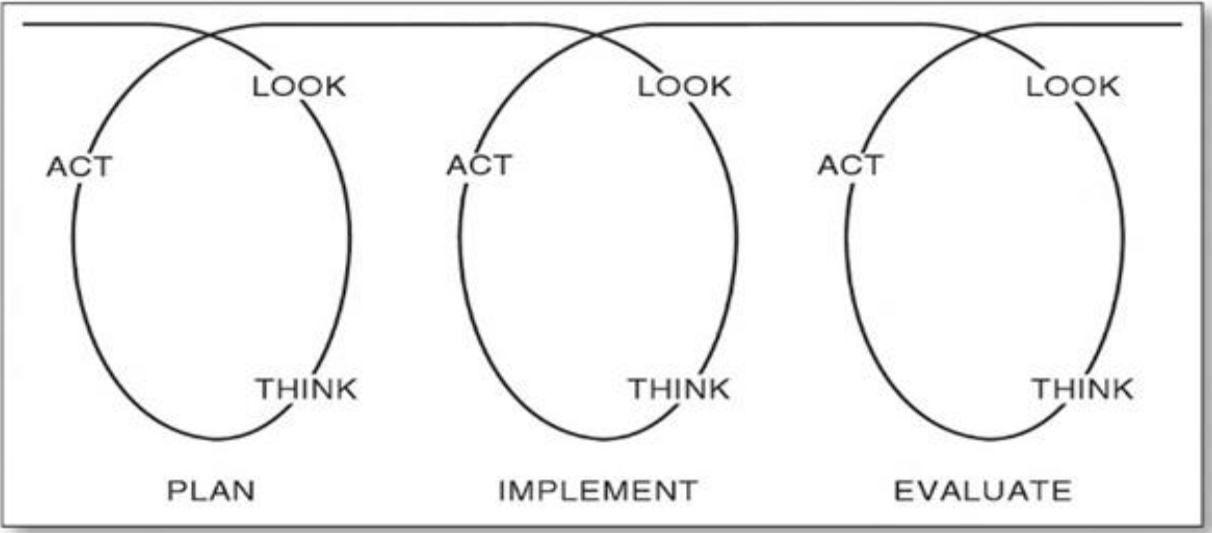 LOOK LOOK LOOK
ACT ACT ACT
THINK THINK THINK
PLAN IMPLEMENT EVALUATE